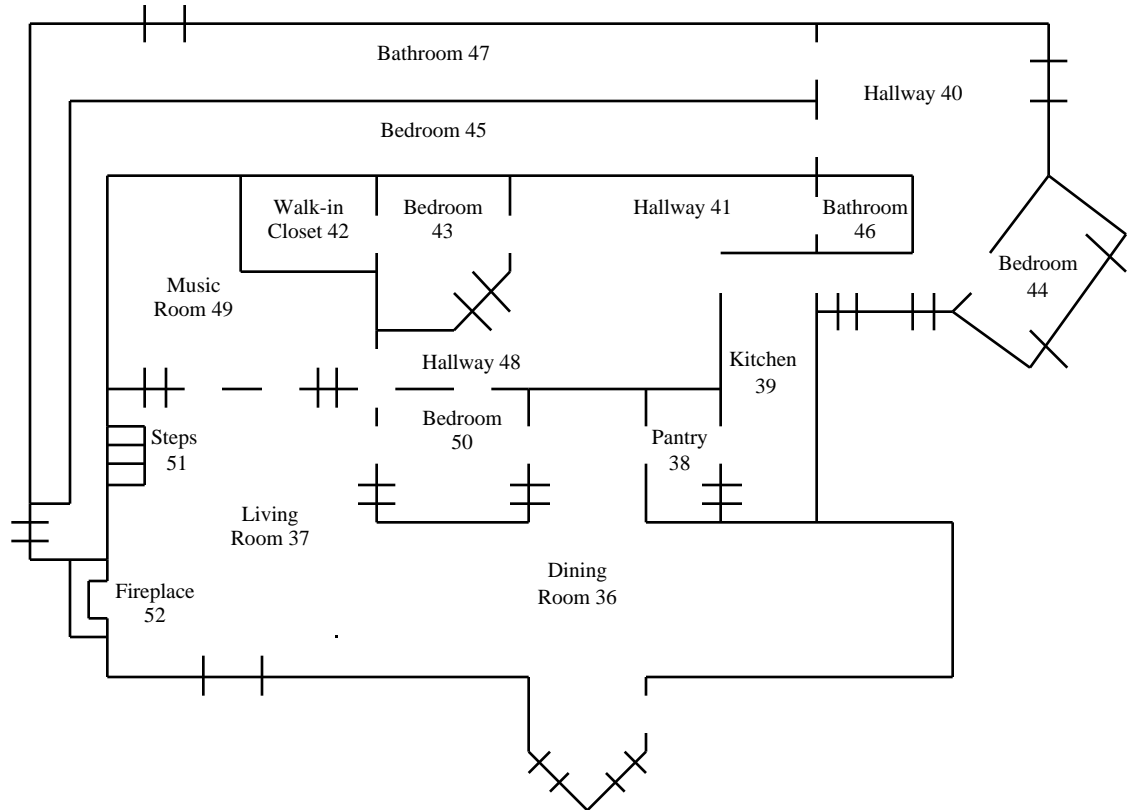 Bathroom 47
Hallway 40
Bedroom 45
Walk-in
Closet 42
Bedroom
43
Hallway 41
Bathroom
46
Bedroom
44
Music
Room 49
Hallway 48
Kitchen
39
Bedroom
50
Steps
51
Pantry
38
Living
Room 37
Dining
Room 36
Fireplace
52